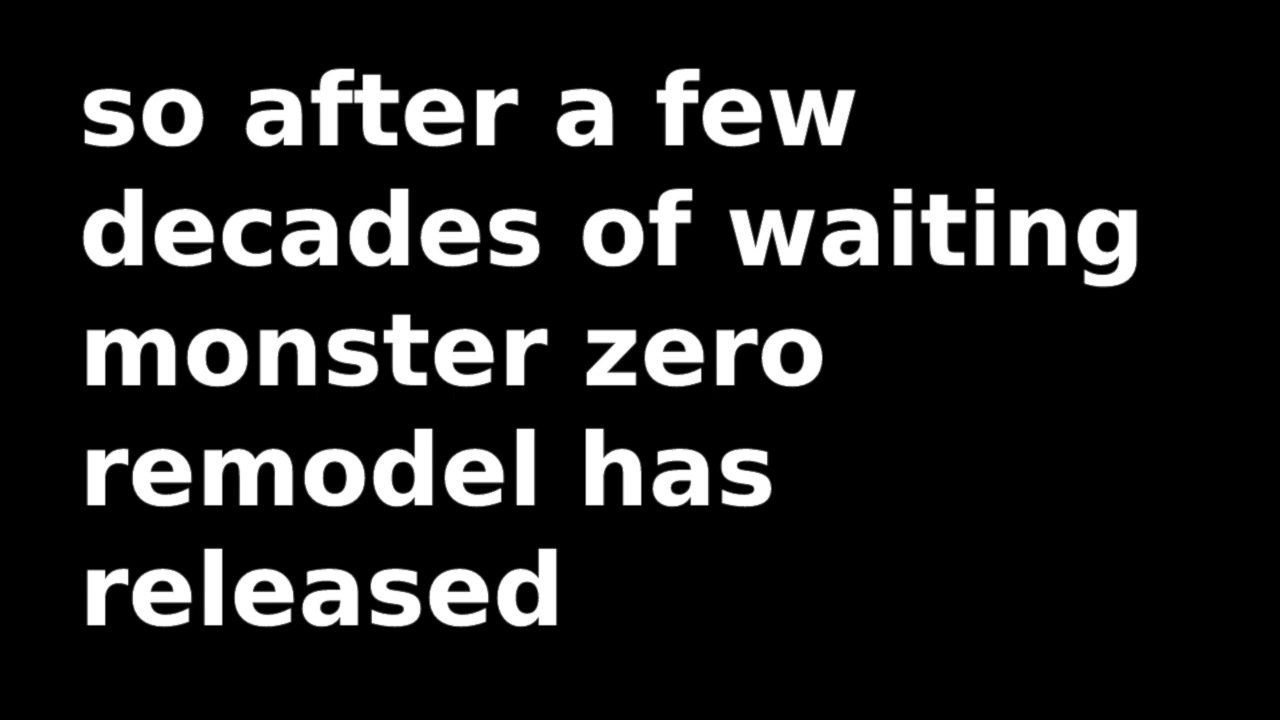 so after a few
decades of waiting
monster zero
remodel has
released